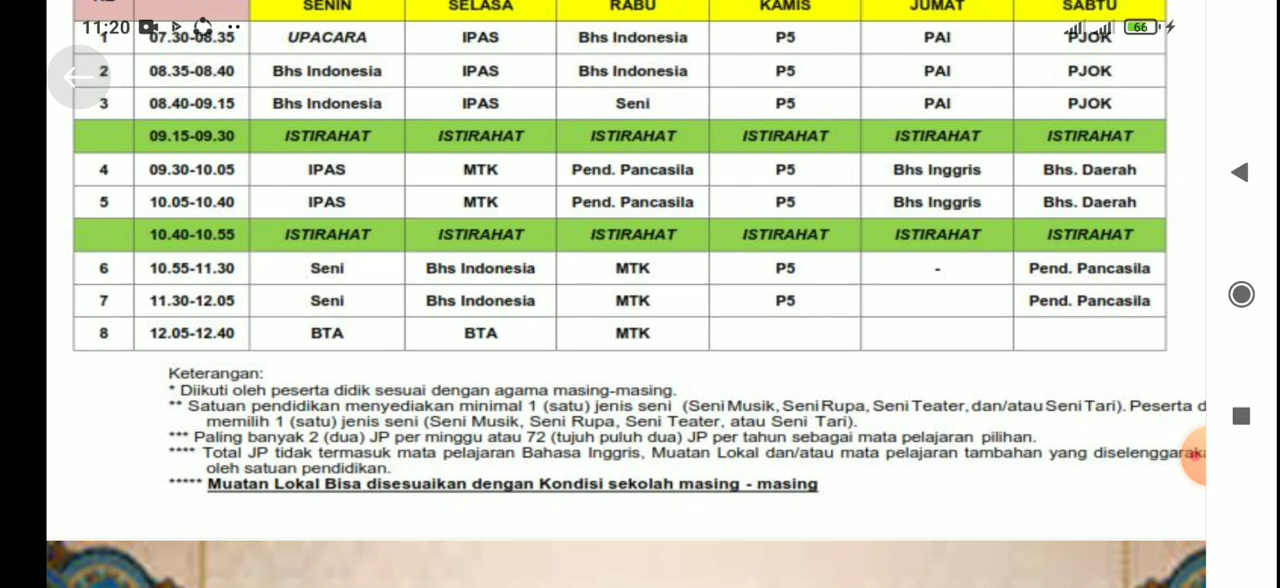 SENIN SELASA RABU KAMIS JUMAT SABTU
11:20 66
1 07.30-08.35 UPACARA IPAS Bhs Indonesia P5 PAI PJOK
2 08.35-08.40 Bhs Indonesia IPAS Bhs Indonesia P5 PAI PJOK
3 08.40-09.15 Bhs Indonesia IPAS Seni P5 PAI PJOK
09.15-09.30 ISTIRAHAT ISTIRAHAT ISTIRAHAT ISTIRAHAT ISTIRAHAT ISTIRAHAT
4 09.30-10.05 IPAS MTK Pend. Pancasila P5 Bhs Inggris Bhs. Daerah
5 10.05-10.40 IPAS MTK Pend. Pancasila P5 Bhs Inggris Bhs. Daerah
10.40-10.55 ISTIRAHAT ISTIRAHAT ISTIRAHAT ISTIRAHAT ISTIRAHAT ISTIRAHAT
6 10.55-11.30 Seni Bhs Indonesia MTK P5 - Pend. Pancasila
7 11.30-12.05 Seni Bhs Indonesia MTK P5 Pend. Pancasila
8 12.05-12.40 BTA BTA MTK
Keterangan:
* Diikuti oleh peserta didik sesuai dengan agama masing-masing.
** Satuan pendidikan menyediakan minimal 1 (satu) jenis seni (Seni Musik, Seni Rupa, Seni Teater, dan/atau Seni Tari). Peserta d
memilih 1 (satu) jenis seni (Seni Musik, Seni Rupa, Seni Teater, atau Seni Tari).
*** Paling banyak 2 (dua) JP per minggu atau 72 (tujuh puluh dua) JP per tahun sebagai mata pelajaran pilihan.
**** Total JP tidak termasuk mata pelajaran Bahasa Inggris, Muatan Lokal dan/atau mata pelajaran tambahan yang diselenggarak
oleh satuan pendidikan.
***** Muatan Lokal Bisa disesuaikan dengan Kondisi sekolah masing - masing